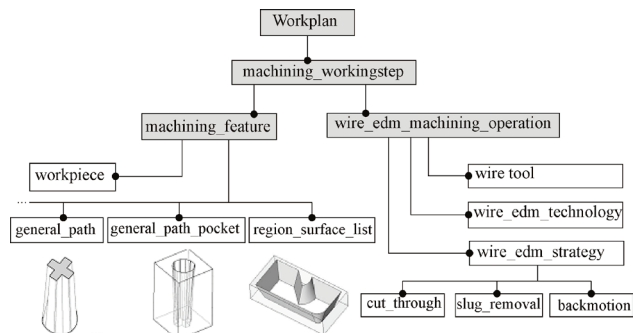 Workplan
machining_workingstep
machining_feature
wire_edm_machining_operation
workpiece
wire tool
....
general_path
general_path_pocket
region_surface_list
wire_edm_technology
wire_edm_strategy
cut_through
slug_removal
backmotion